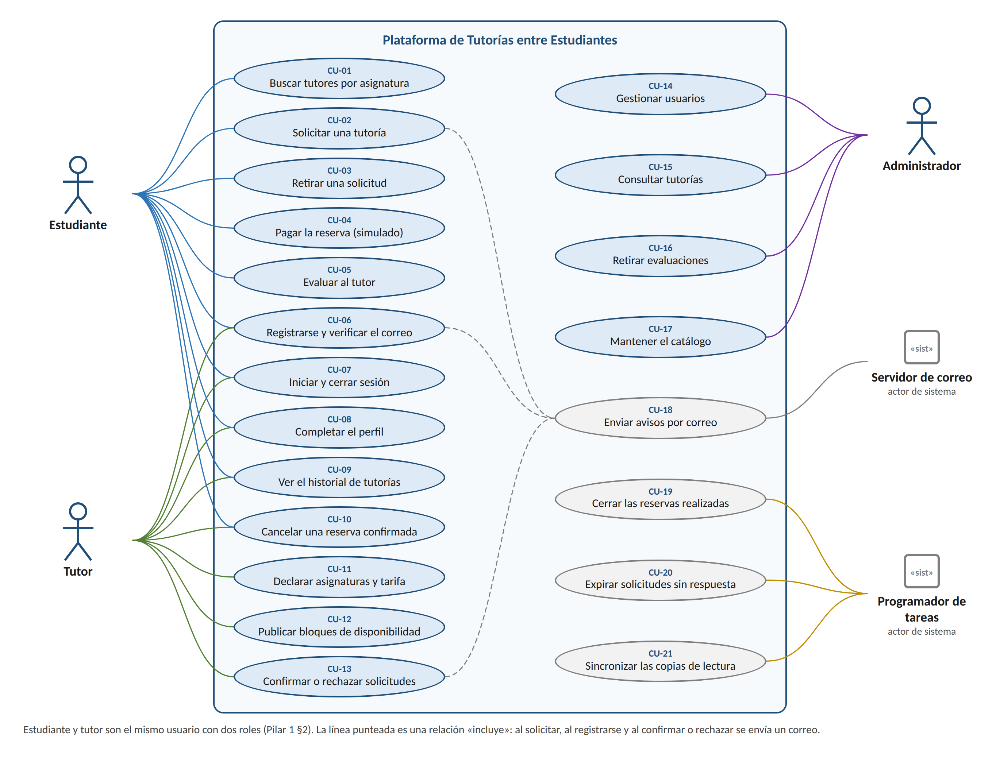 Plataforma de Tutorías entre Estudiantes
CU-01
Buscar tutores por asignatura
CU-02
Solicitar una tutoría
CU-03
Retirar una solicitud
CU-04
Pagar la reserva (simulado)
CU-05
Evaluar al tutor
CU-06
Registrarse y verificar el correo
CU-07
Iniciar y cerrar sesión
CU-08
Completar el perfil
CU-09
Ver el historial de tutorías
CU-10
Cancelar una reserva confirmada
CU-11
Declarar asignaturas y tarifa
CU-12
Publicar bloques de disponibilidad
CU-13
Confirmar o rechazar solicitudes
CU-14
Gestionar usuarios
CU-15
Consultar tutorías
CU-16
Retirar evaluaciones
CU-17
Mantener el catálogo
CU-18
Enviar avisos por correo
CU-19
Cerrar las reservas realizadas
CU-20
Expirar solicitudes sin respuesta
CU-21
Sincronizar las copias de lectura
Estudiante
Tutor
Administrador
«sist»
Servidor de correo
actor de sistema
«sist»
Programador de
tareas
actor de sistema
Estudiante y tutor son el mismo usuario con dos roles (Pilar 1 §2). La línea punteada es una relación «incluye»: al solicitar, al registrarse y al confirmar o rechazar se envía un correo.